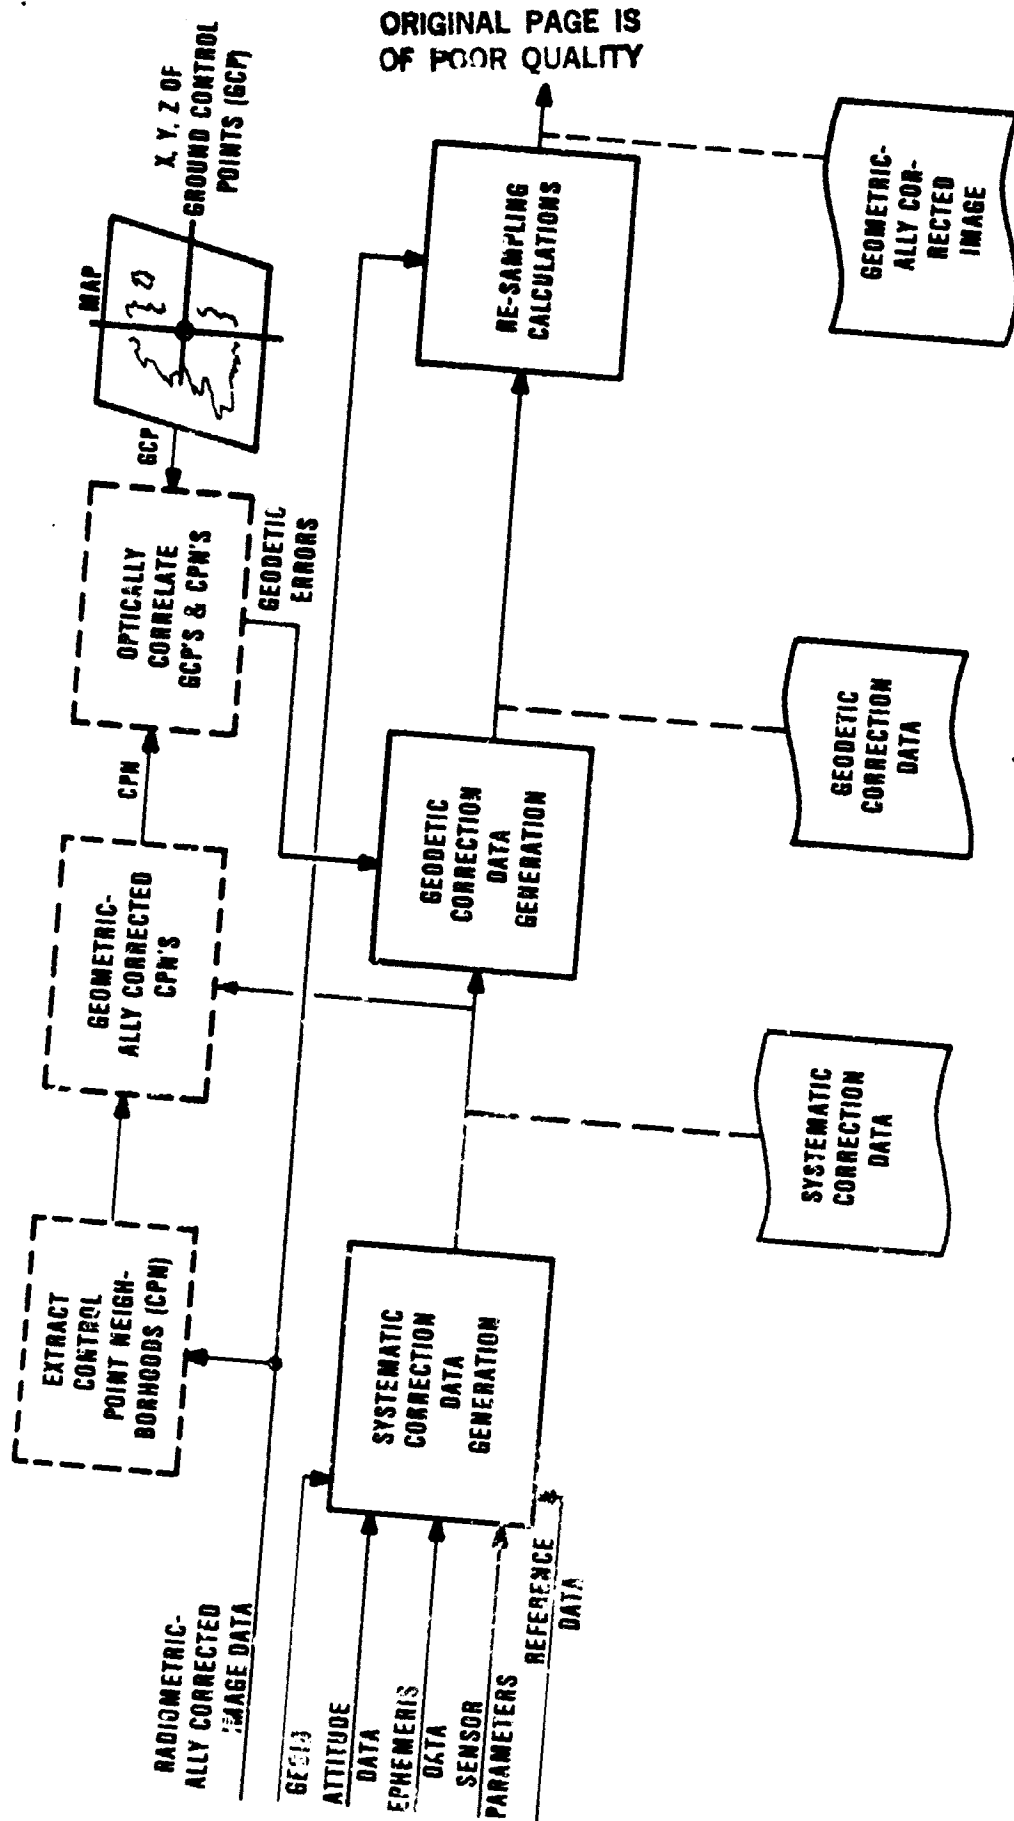 ORIGINAL PAGE IS
OF POOR QUALITY
X, Y, Z OF
GROUND CONTROL
POINTS (GCP)
MAP
GCP
OPTICALLY
CORRELATE
GCP'S & CPN'S
GEODETIC
ERRORS
CPN
GEOMETRIC-
ALLY CORRECTED
CPN'S
EXTRACT
CONTROL
POINT NEIGH-
BORHOODS (CPN)
RADIOMETRIC-
ALLY CORRECTED
IMAGE DATA
ATTITUDE
DATA
EPHEMERIS
DATA
SENSOR
PARAMETERS
REFERENCE
DATA
SYSTEMATIC
CORRECTION
DATA
GENERATION
GEODETIC
CORRECTION
DATA
GENERATION
RE-SAMPLING
CALCULATIONS
SYSTEMATIC
CORRECTION
DATA
GEODETIC
CORRECTION
DATA
GEOMETRIC-
ALLY COR-
RECTED
IMAGE